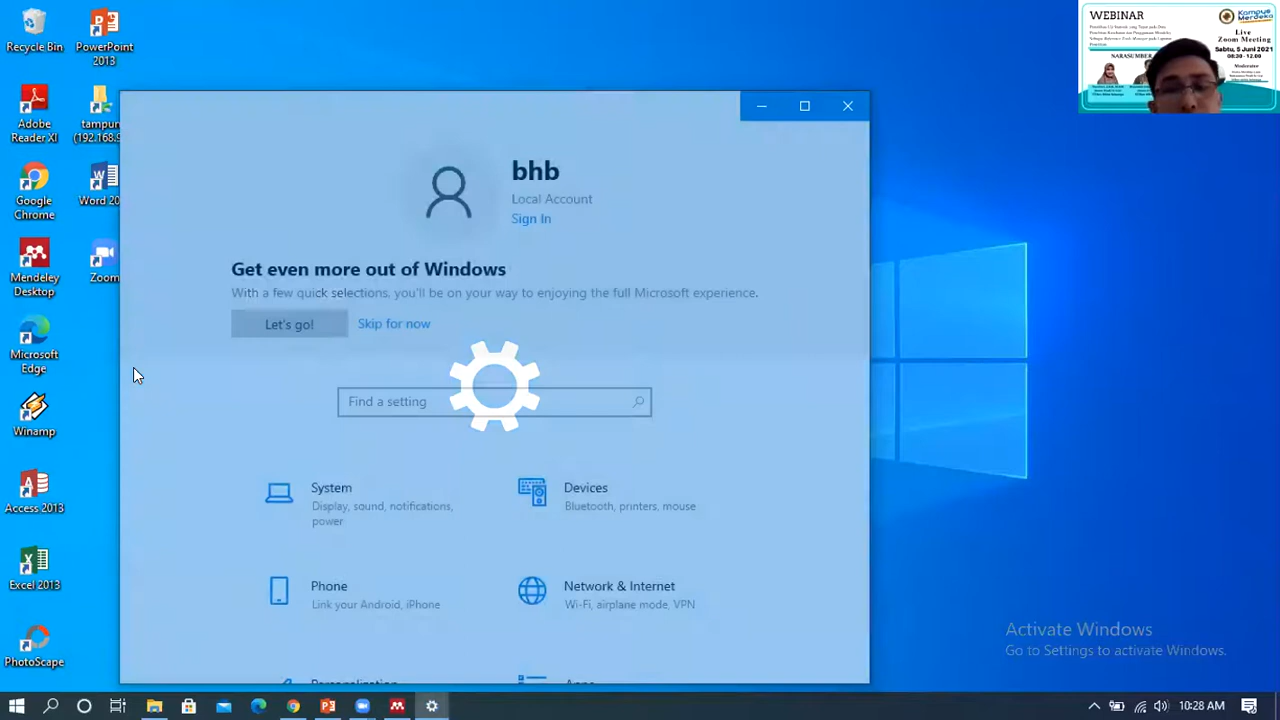 Recycle Bin
PowerPoint
2013
Adobe
Reader XI
tampun
(192.168.9
Google
Chrome
Word 20
Mendeley
Desktop
Zoom
Microsoft
Edge
Winamp
Access 2013
Excel 2013
PhotoScape
bhb
Local Account
Sign In
Get even more out of Windows
With a few quick selections, you'll be on your way to enjoying the full Microsoft experience.
Let's go!
Skip for now
Find a setting
System
Display, sound, notifications,
power
Devices
Bluetooth, printers, mouse
Phone
Link your Android, iPhone
Network & Internet
Wi-Fi, airplane mode, VPN
Personalization
Apps
WEBINAR
Kampus
Merdeka
Live
Zoom Meeting
Sabtu, 5 Juni 2021
08:30 - 12.00
NARASUMBER
Moderator
Activate Windows
Go to Settings to activate Windows.
10:28 AM